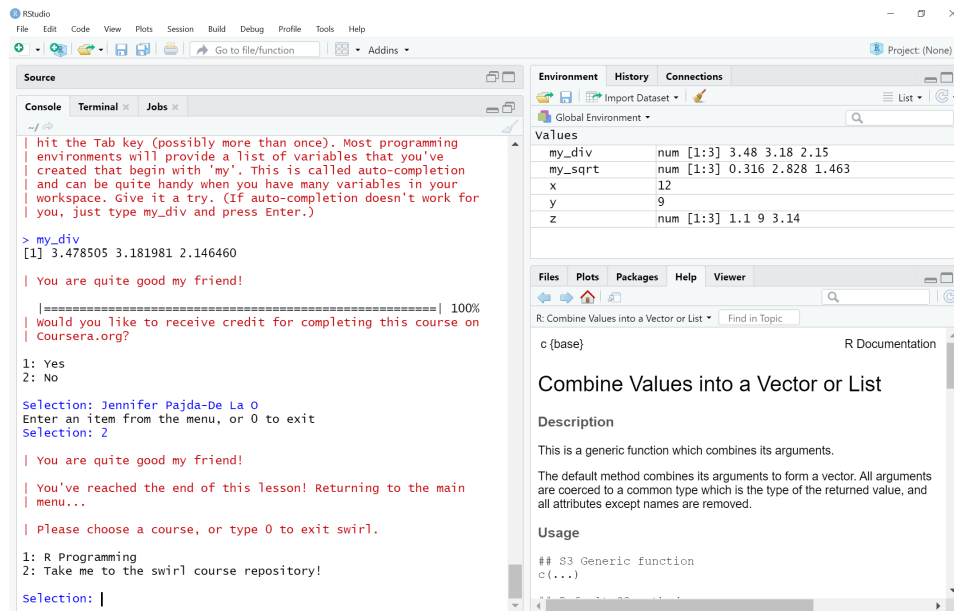 RStudio
File Edit Code View Plots Session Build Debug Profile Tools Help
Go to file/function Addins Project: (None)
Source
Console Terminal Jobs
~/
| hit the Tab key (possibly more than once). Most programming
| environments will provide a list of variables that you've
| created that begin with 'my'. This is called auto-completion
| and can be quite handy when you have many variables in your
| workspace. Give it a try. (If auto-completion doesn't work for
| you, just type my_div and press Enter.)
> my_div
[1] 3.478505 3.181981 2.146460
| You are quite good my friend!
|=======================================================| 100%
| Would you like to receive credit for completing this course on
| Coursera.org?
1: Yes
2: No
Selection: Jennifer Pajda-De La O
Enter an item from the menu, or 0 to exit
Selection: 2
| You are quite good my friend!
| You've reached the end of this lesson! Returning to the main
| menu...
| Please choose a course, or type 0 to exit swirl.
1: R Programming
2: Take me to the swirl course repository!
Selection:
Environment History Connections
Import Dataset List
Global Environment
Values
my_div num [1:3] 3.48 3.18 2.15
my_sqrt num [1:3] 0.316 2.828 1.463
x 12
y 9
z num [1:3] 1.1 9 3.14
Files Plots Packages Help Viewer
R: Combine Values into a Vector or List Find in Topic
c {base} R Documentation
Combine Values into a Vector or List
Description
This is a generic function which combines its arguments.
The default method combines its arguments to form a vector. All arguments
are coerced to a common type which is the type of the returned value, and
all attributes except names are removed.
Usage
## S3 Generic function
c(...)